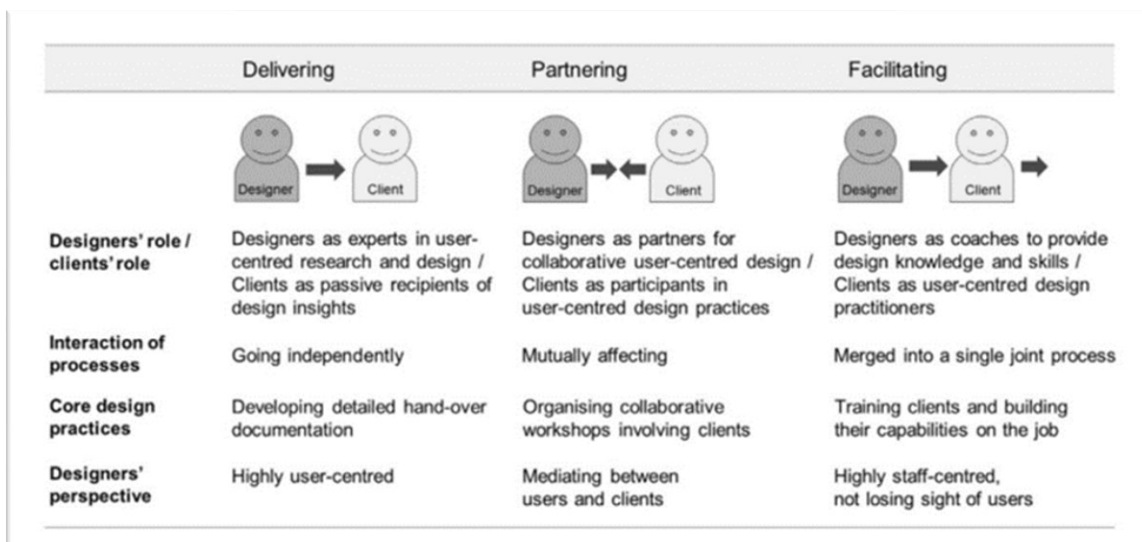 Delivering Partnering Facilitating
Designer Client Designer Client Designer Client
Designers' role /
clients' role
Designers as experts in user-
centred research and design /
Clients as passive recipients of
design insights
Designers as partners for
collaborative user-centred design /
Clients as participants in
user-centred design practices
Designers as coaches to provide
design knowledge and skills /
Clients as user-centred design
practitioners
Interaction of
processes
Going independently
Mutually affecting
Merged into a single joint process
Core design
practices
Developing detailed hand-over
documentation
Organising collaborative
workshops involving clients
Training clients and building
their capabilities on the job
Designers'
perspective
Highly user-centred
Mediating between
users and clients
Highly staff-centred,
not losing sight of users